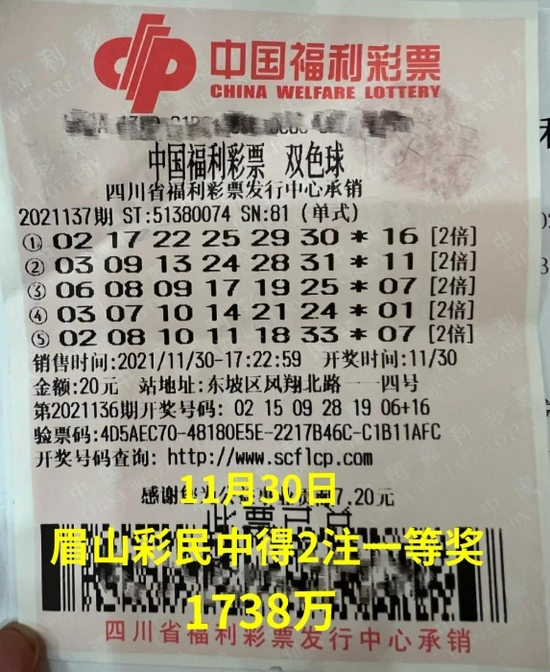 中国福利彩票
CHINA WELFARE LOTTERY
中国福利彩票 双色球
四川省福利彩票发行中心承销
2021137期 ST:51380074 SN:81 (单式)
① 02 17 22 25 29 30 * 16 [2倍]
② 03 09 13 24 28 31 * 11 [2倍]
③ 06 08 09 17 19 25 * 07 [2倍]
④ 03 07 10 14 21 24 * 01 [2倍]
⑤ 02 08 10 11 18 33 * 07 [2倍]
销售时间:2021/11/30-17:22:59 开奖时间:11/30
金额:20元 站地址:东坡区凤翔北路一一四号
第2021136期开奖号码: 02 15 09 28 19 06+16
验票码:4D5AEC70-48180E5E-2217B46C-C1B11AFC
开奖号码查询: http://www.scflcp.com
感谢 7.20元
11月30日
眉山彩民中得2注一等奖
1738万
四川省福利彩票发行中心承销